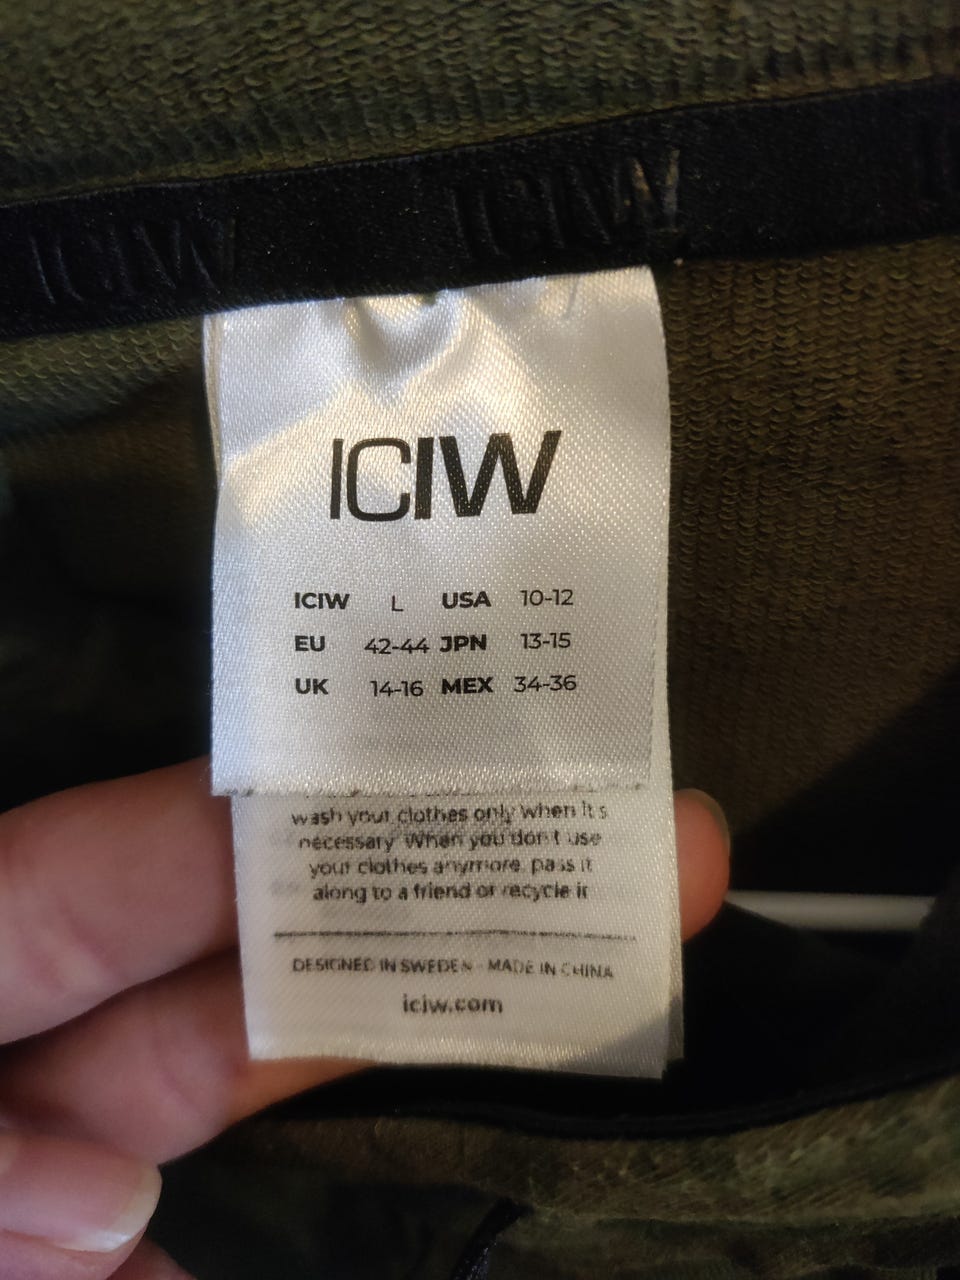 ICIW
ICIW
ICIW
ICIW L USA 10-12
EU 42-44 JPN 13-15
UK 14-16 MEX 34-36
wash your clothes only when it's
necessary. When you don't use
your clothes anymore, pass it
along to a friend or recycle it
DESIGNED IN SWEDEN - MADE IN CHINA
iciw.com